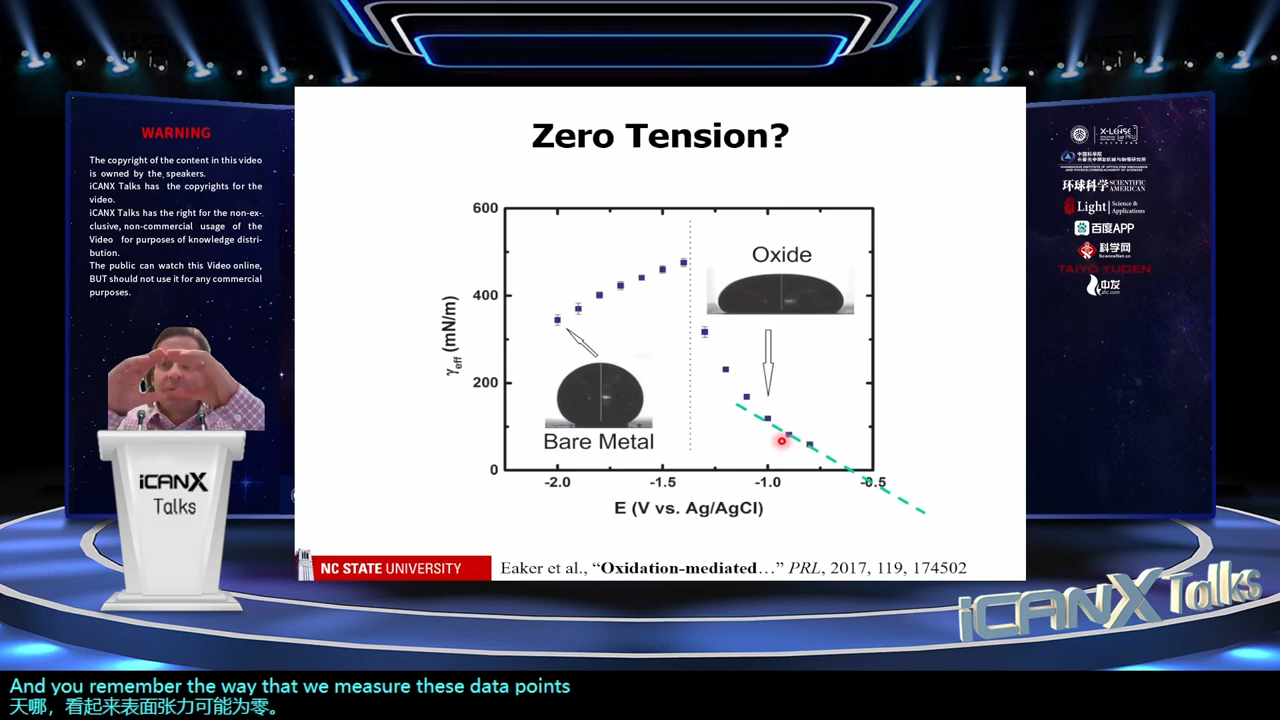 WARNING
The copyright of the content in this video
is owned by the speakers.
iCANX Talks has the copyrights for the
video.
iCANX Talks has the right for the non-ex-
clusive, non-commercial usage of the
Video for purposes of knowledge distri-
bution.
The public can watch this Video online,
BUT should not use it for any commercial
purposes.
iCANX
Talks
Zero Tension?
600
400
200
0
γeff (mN/m)
Oxide
Bare Metal
-2.0
-1.5
-1.0
-0.5
E (V vs. Ag/AgCl)
NC STATE UNIVERSITY
Eaker et al., “Oxidation-mediated…” PRL, 2017, 119, 174502
X-LENSE
环球科学 SCIENTIFIC AMERICAN
Light Science & Applications
百度APP
科学网
ScienceNet.cn
TAIYO YUDEN
中发
iCANX Talks
And you remember the way that we measure these data points
天哪，看起来表面张力可能为零。